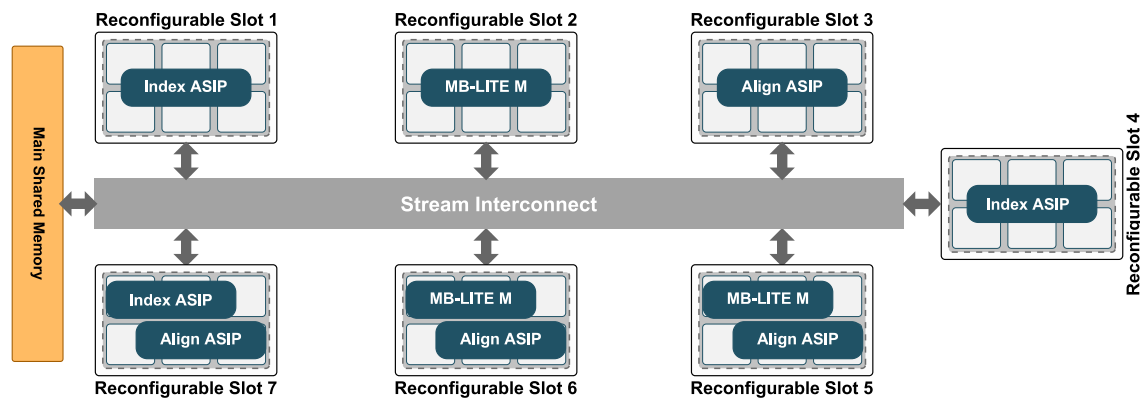 Reconfigurable Slot 1
Reconfigurable Slot 2
Reconfigurable Slot 3
Index ASIP
MB-LITE M
Align ASIP
Main Shared Memory
Stream Interconnect
Index ASIP
Reconfigurable Slot 4
Index ASIP
Align ASIP
MB-LITE M
Align ASIP
MB-LITE M
Align ASIP
Reconfigurable Slot 7
Reconfigurable Slot 6
Reconfigurable Slot 5